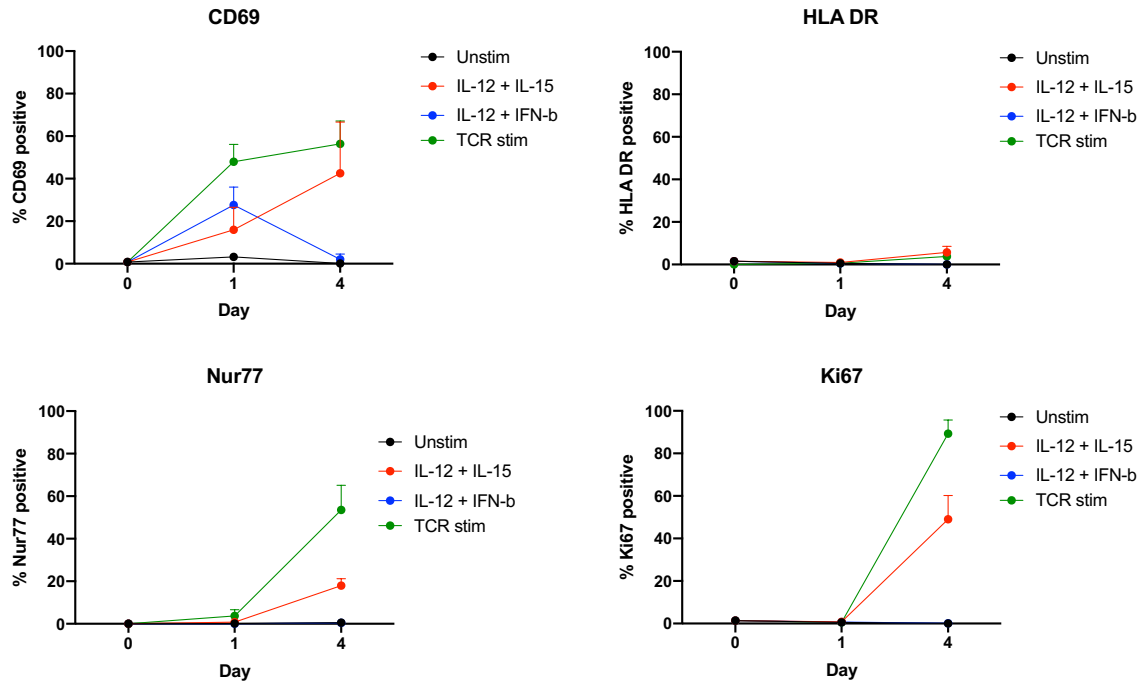 CD69
% CD69 positive
100
80
60
40
20
0
0 1 4
Day
Unstim
IL-12 + IL-15
IL-12 + IFN-b
TCR stim
HLA DR
% HLA DR positive
100
80
60
40
20
0
0 1 4
Day
Unstim
IL-12 + IL-15
IL-12 + IFN-b
TCR stim
Nur77
% Nur77 positive
100
80
60
40
20
0
0 1 4
Day
Unstim
IL-12 + IL-15
IL-12 + IFN-b
TCR stim
Ki67
% Ki67 positive
100
80
60
40
20
0
0 1 4
Day
Unstim
IL-12 + IL-15
IL-12 + IFN-b
TCR stim